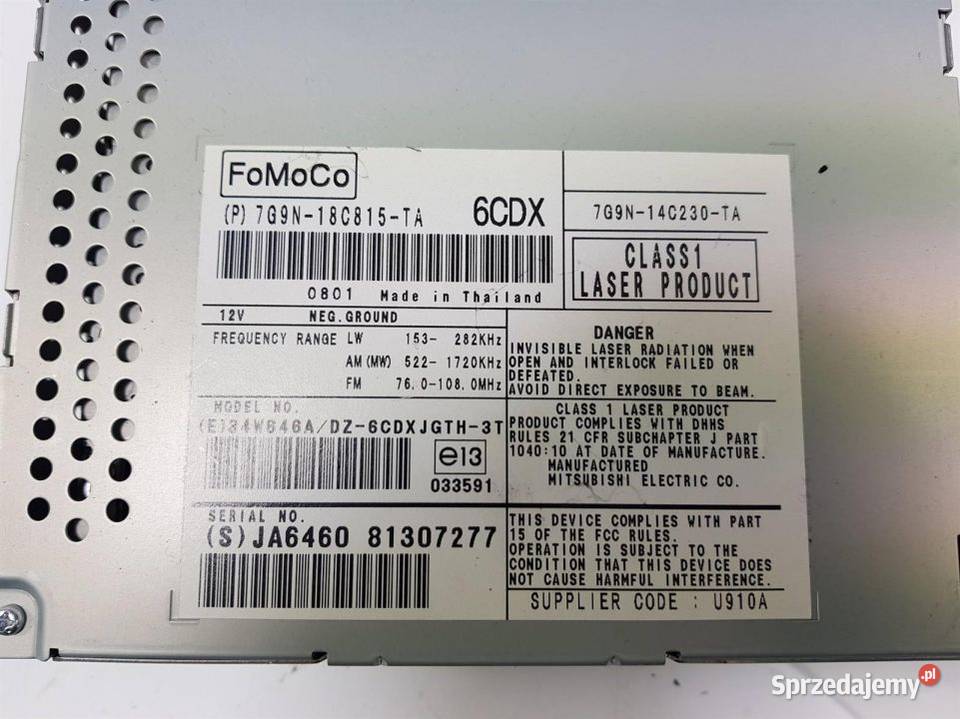 FoMoCo
(P) 7G9N-18C815-TA 6CDX
7G9N-14C230-TA
CLASS1
LASER PRODUCT
0801 Made in Thailand
12V NEG.GROUND
FREQUENCY RANGE LW 153- 282KHz
AM(MW) 522- 1720KHz
FM 76.0-108.0MHz
DANGER
INVISIBLE LASER RADIATION WHEN
OPEN AND INTERLOCK FAILED OR
DEFEATED.
AVOID DIRECT EXPOSURE TO BEAM.
MODEL NO.
(E)34W646A/DZ-6CDXJGTH-3T
e13
033591
CLASS 1 LASER PRODUCT
PRODUCT COMPLIES WITH DHHS
RULES 21 CFR SUBCHAPTER J PART
1040:10 AT DATE OF MANUFACTURE.
MANUFACTURED
MITSUBISHI ELECTRIC CO.
SERIAL NO.
(S)JA6460 81307277
THIS DEVICE COMPLIES WITH PART
15 OF THE FCC RULES.
OPERATION IS SUBJECT TO THE
CONDITION THAT THIS DEVICE DOES
NOT CAUSE HARMFUL INTERFERENCE.
SUPPLIER CODE : U910A
Sprzedajemy.pl